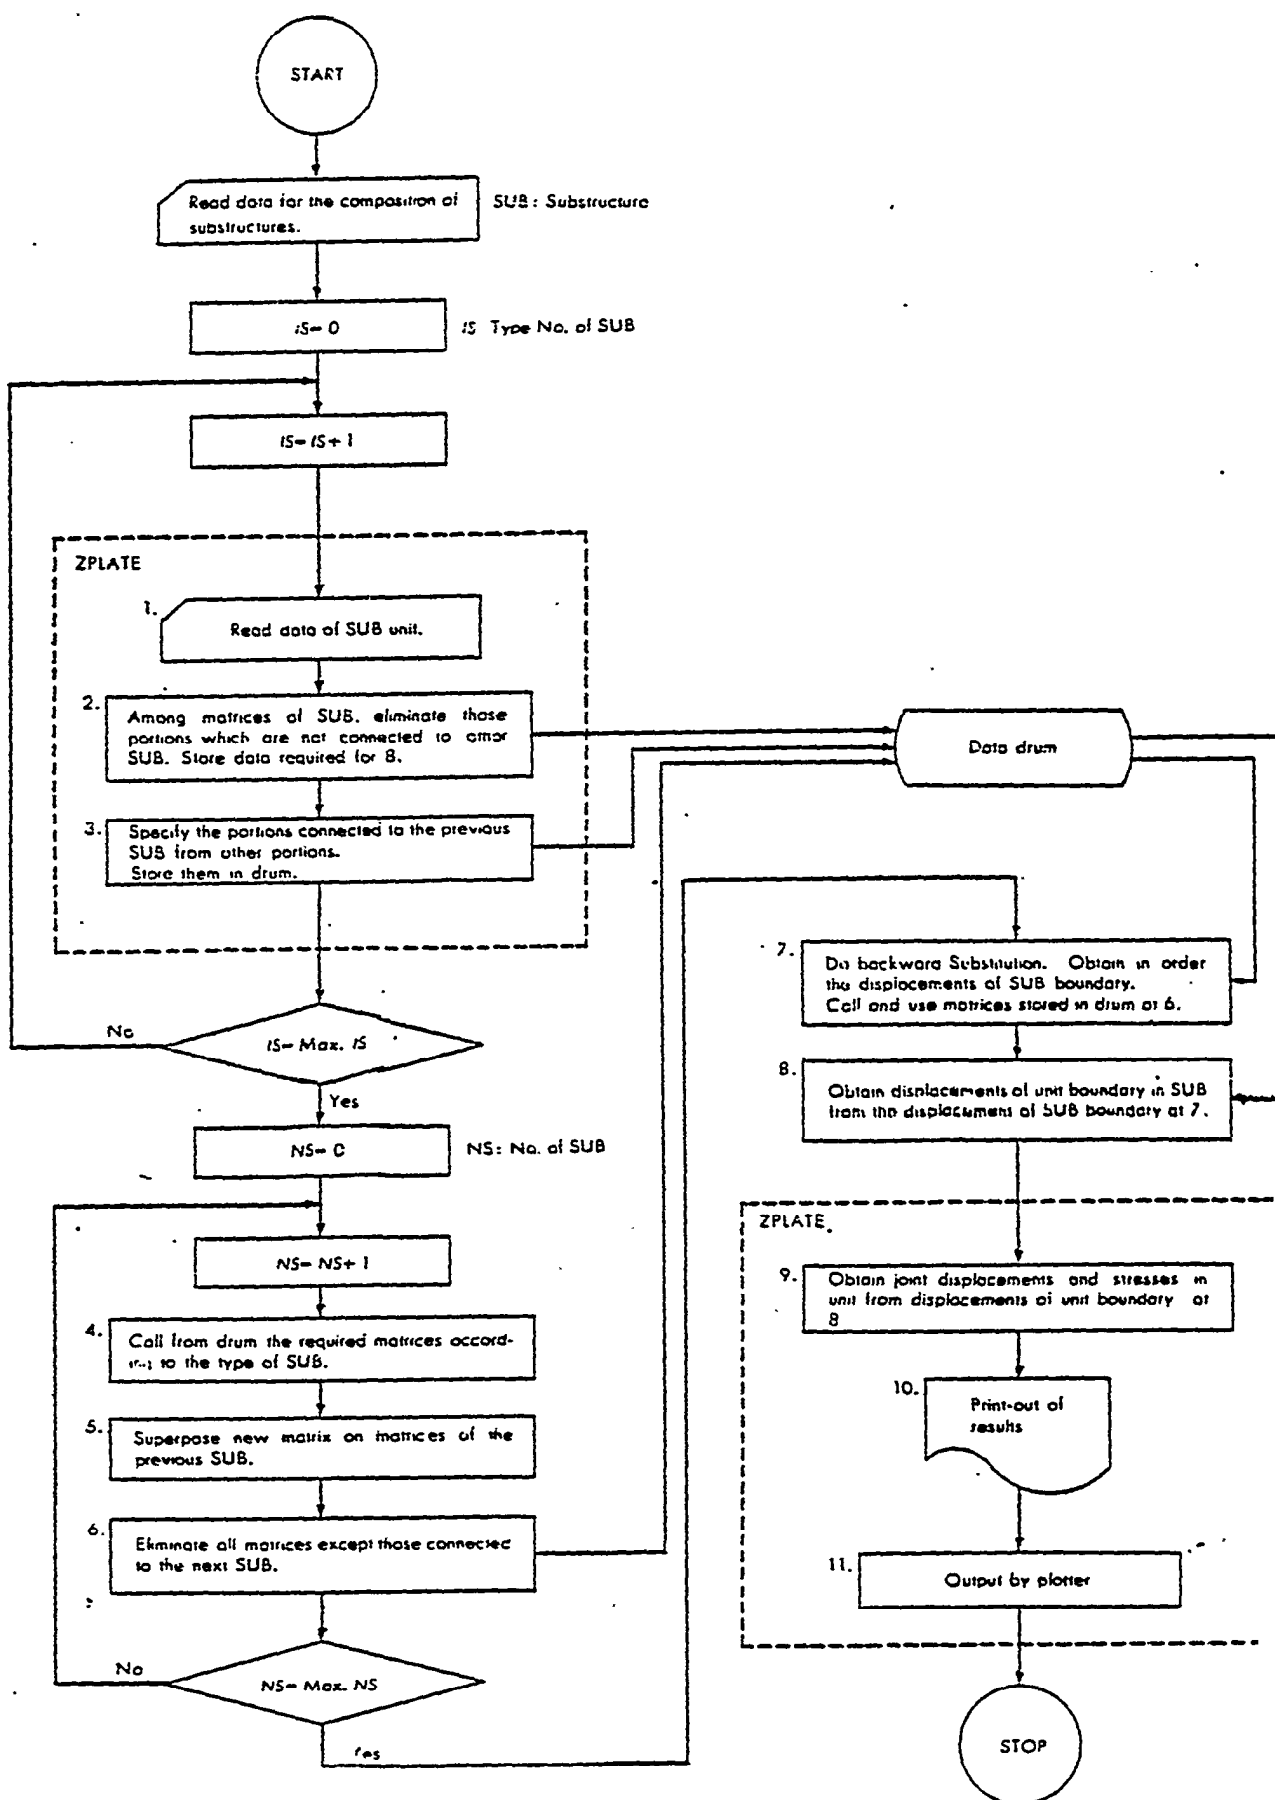 START
Read data for the composition of
substructures.
SUB: Substructure
IS= 0
IS Type No. of SUB
IS= IS+ 1
ZPLATE
1.
Read data of SUB unit.
2.
Among matrices of SUB. eliminate those
portions which are not connected to other
SUB. Store data required for 8.
3.
Specify the portions connected to the previous
SUB from other portions.
Store them in drum.
No
IS= Max. IS
Yes
NS= 0
NS: No. of SUB
NS= NS+ 1
4.
Call from drum the required matrices accord-
to the type of SUB.
5.
Superpose new matrix on matrices of the
previous SUB.
6.
Eliminate all matrices except those connected
to the next SUB.
No
NS= Max. NS
Yes
Data drum
7.
Do backward Substitution. Obtain in order
the displacements of SUB boundary.
Call and use matrices stored in drum at 6.
8.
Obtain displacements of unit boundary in SUB
from the displacement of SUB boundary at 7.
ZPLATE
9.
Obtain joint displacements and stresses in
unit from displacements of unit boundary at
8
10.
Print-out of
results
11.
Output by plotter
STOP